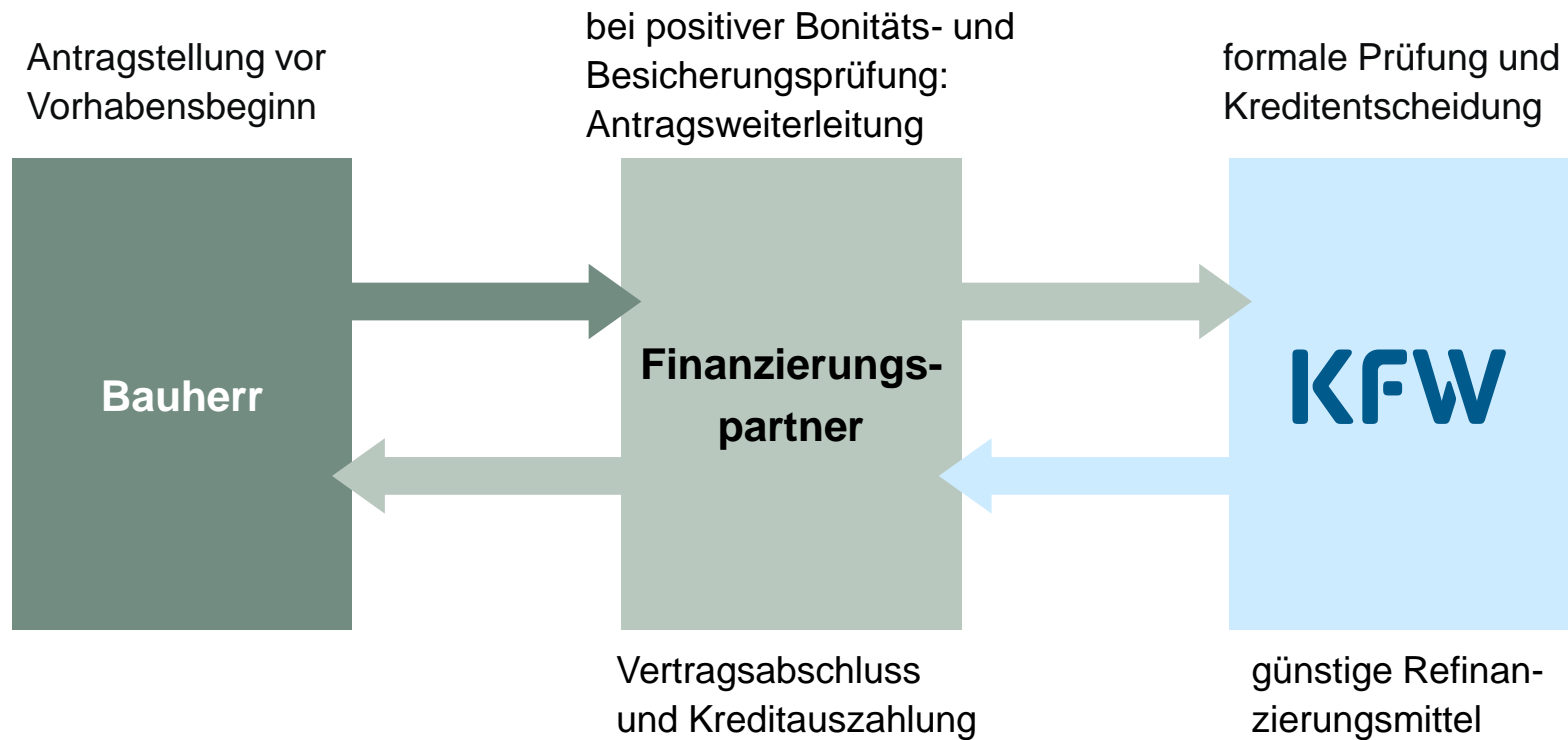 Antragstellung vor
Vorhabensbeginn
bei positiver Bonitäts- und
Besicherungsprüfung:
Antragsweiterleitung
formale Prüfung und
Kreditentscheidung
Bauherr
Finanzierungs-
partner
KFW
Vertragsabschluss
und Kreditauszahlung
günstige Refinan-
zierungsmittel